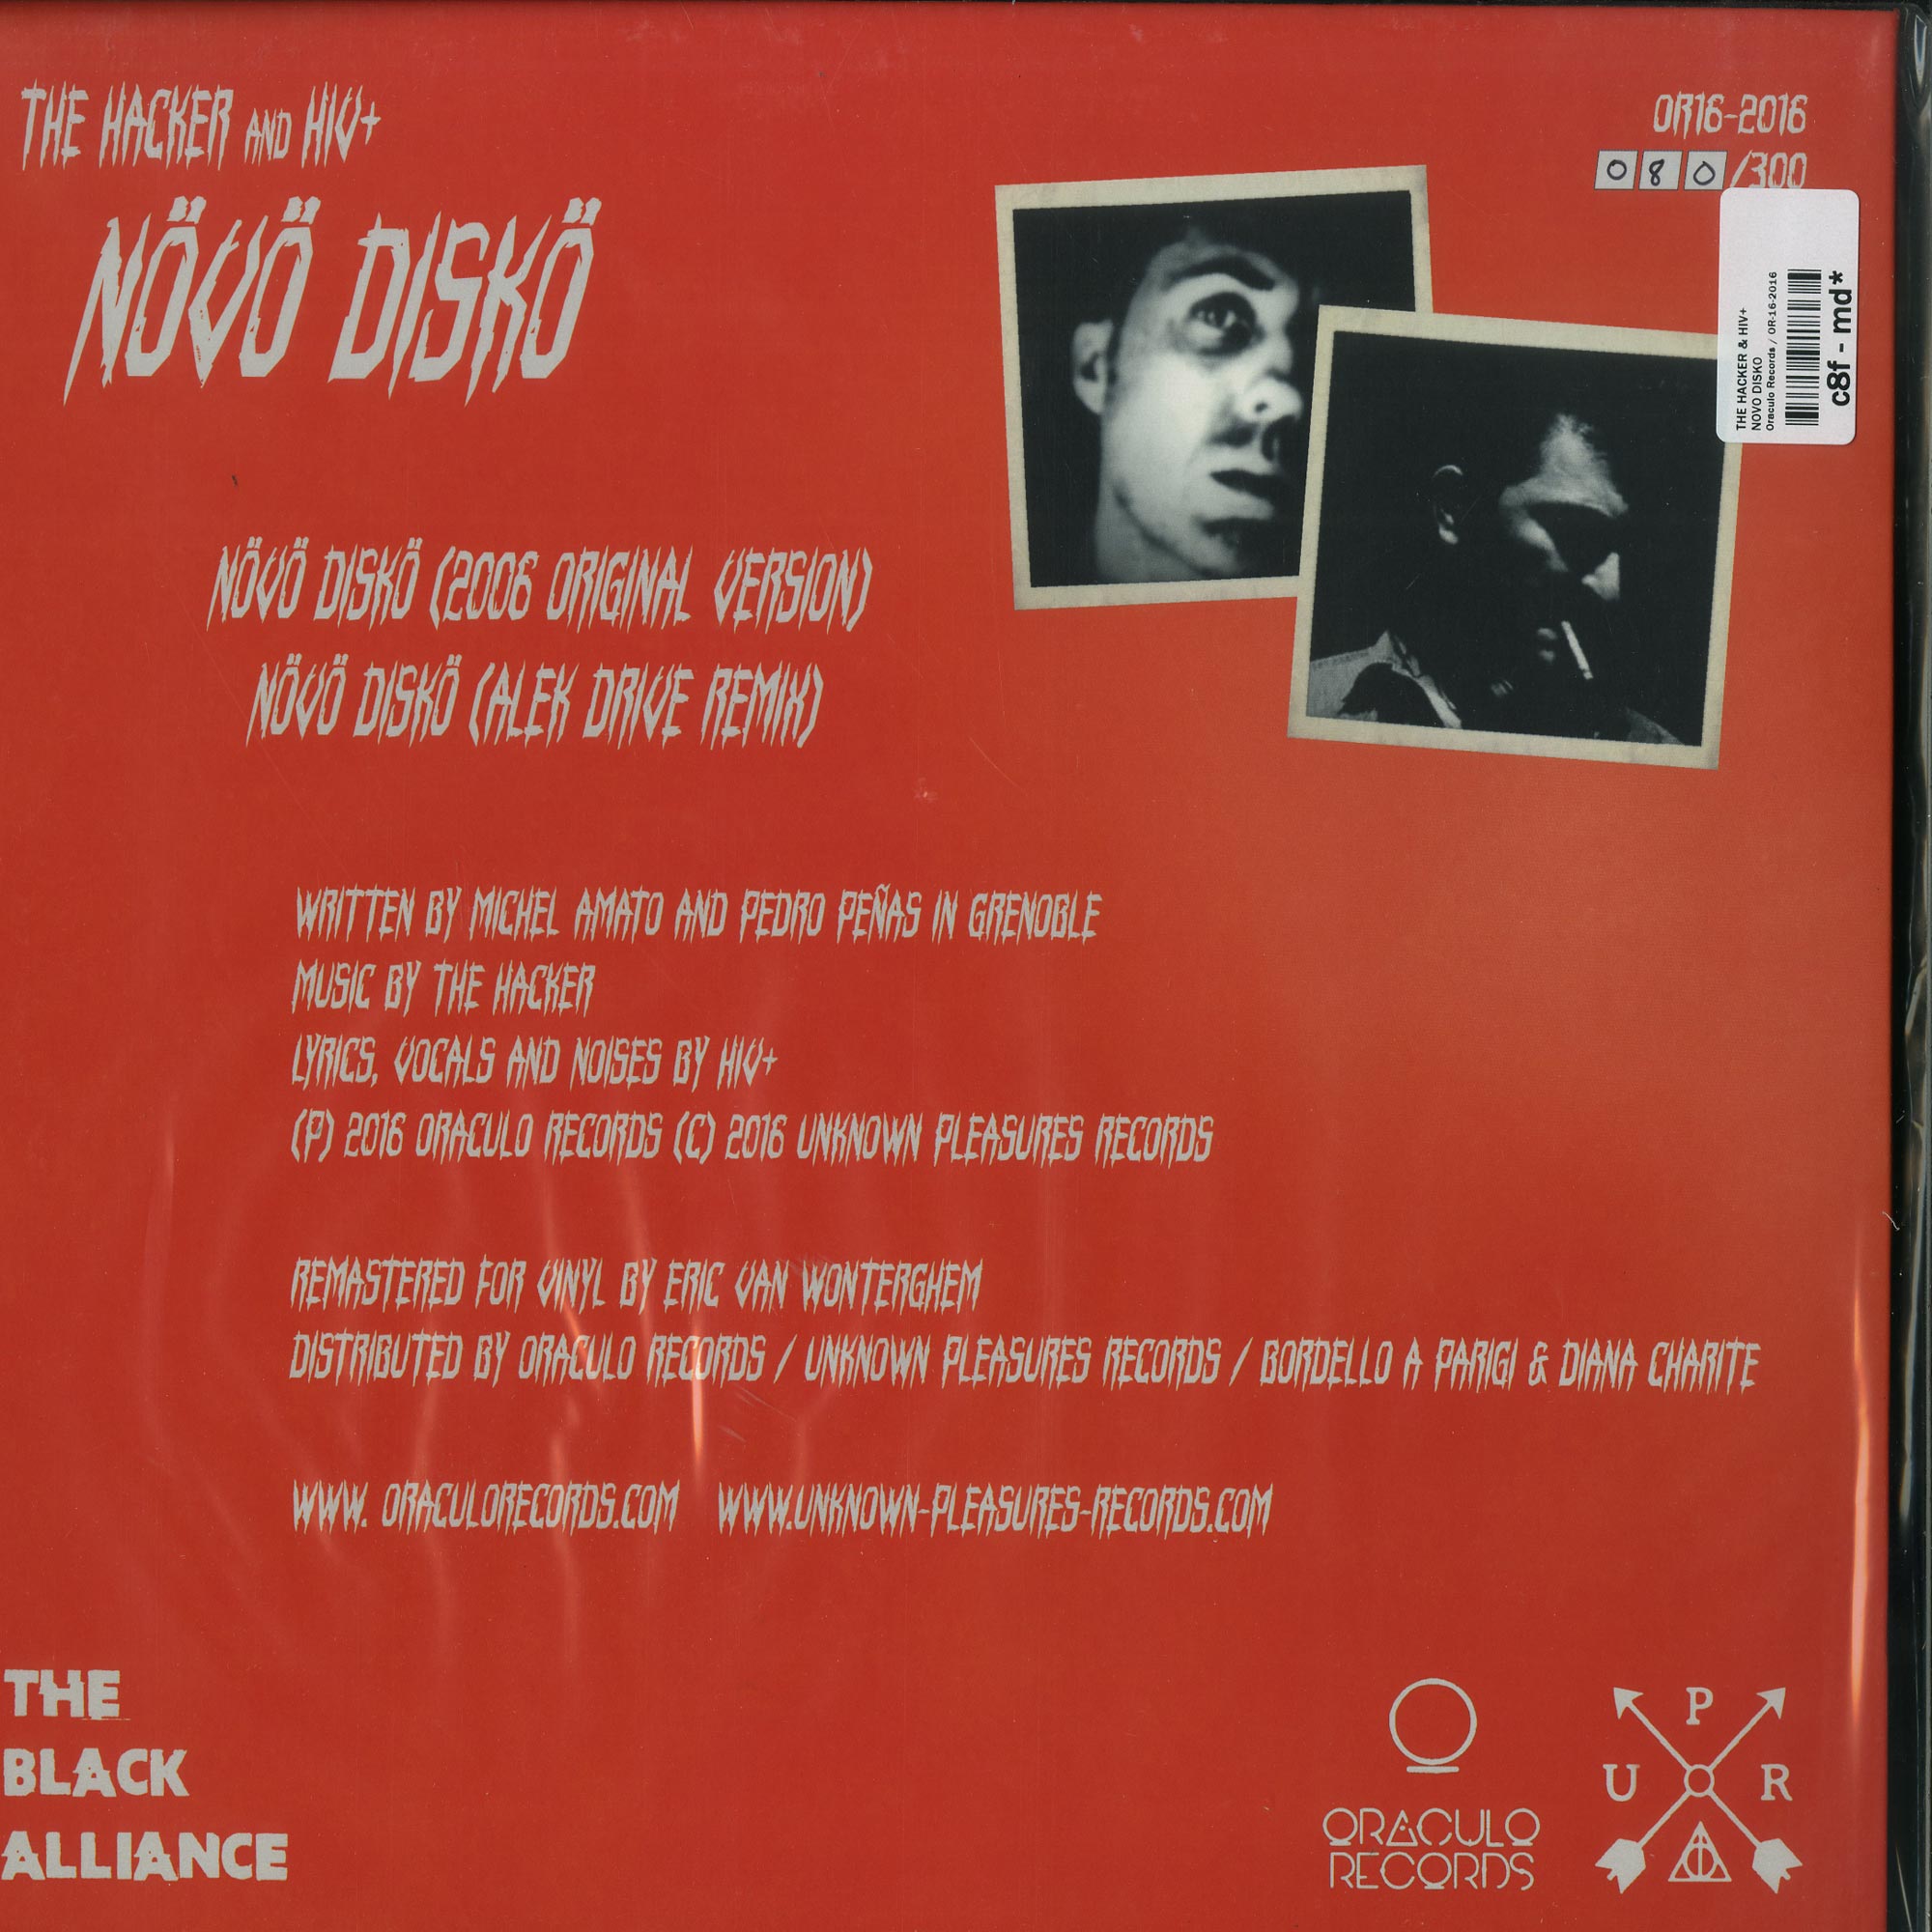 THE HACKER AND HIV+
NÖVÖ DISKÖ
OR16-2016
080/300
THE HACKER & HIV+
NOVO DISKO
Oraculo Records / OR-16-2016
c8f - md*
NÖVÖ DISKÖ (2006 ORIGINAL VERSION)
NÖVÖ DISKÖ (ALEK DRIVE REMIX)
WRITTEN BY MICHEL AMATO AND PEDRO PEÑAS IN GRENOBLE
MUSIC BY THE HACKER
LYRICS, VOCALS AND NOISES BY HIV+
(P) 2016 ORACULO RECORDS (C) 2016 UNKNOWN PLEASURES RECORDS
REMASTERED FOR VINYL BY ERIC VAN WONTERGHEM
DISTRIBUTED BY ORACULO RECORDS / UNKNOWN PLEASURES RECORDS / BORDELLO A PARIGI & DIANA CHARITE
WWW. ORACULORECORDS.COM WWW.UNKNOWN-PLEASURES-RECORDS.COM
THE
BLACK
ALLIANCE
ORACULO
RECORDS
P
U R